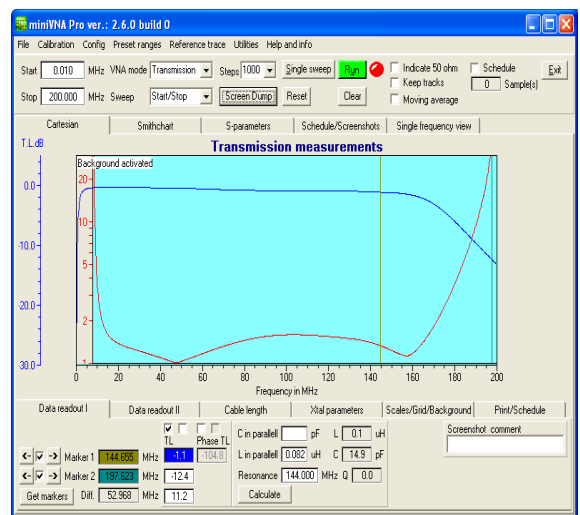 miniVNA Pro ver.: 2.6.0 build 0
File Calibration Config Preset ranges Reference trace Utilities Help and info
Start 0.010 MHz VNA mode Transmission Steps 1000 Single sweep Run Indicate 50 ohm Schedule Exit
Keep tracks 0 Sample(s)
Stop 200.000 MHz Sweep Start/Stop Screen Dump Reset Clear Moving average
Cartesian Smithchart S-parameters Schedule/Screenshots Single frequency view
T.L.dB Transmission measurements
Background activated
20
0.0
10
-10.0
5
-20.0
2
-30.0 1
0 20 40 60 80 100 120 140 160 180 200
Frequency in MHz
Data readout I Data readout II Cable length Xtal parameters Scales/Grid/Background Print/Schedule
TL Phase TL C in parallell pF L 0.1 uH Screenshot comment
<- -> Marker 1 144.655 MHz -1.1 -104.8 L in parallell 0.082 uH C 14.9 pF
<- -> Marker 2 197.623 MHz -12.4 Resonance 144.000 MHz Q 0.0
Get markers Diff. 52.968 MHz 11.2 Calculate